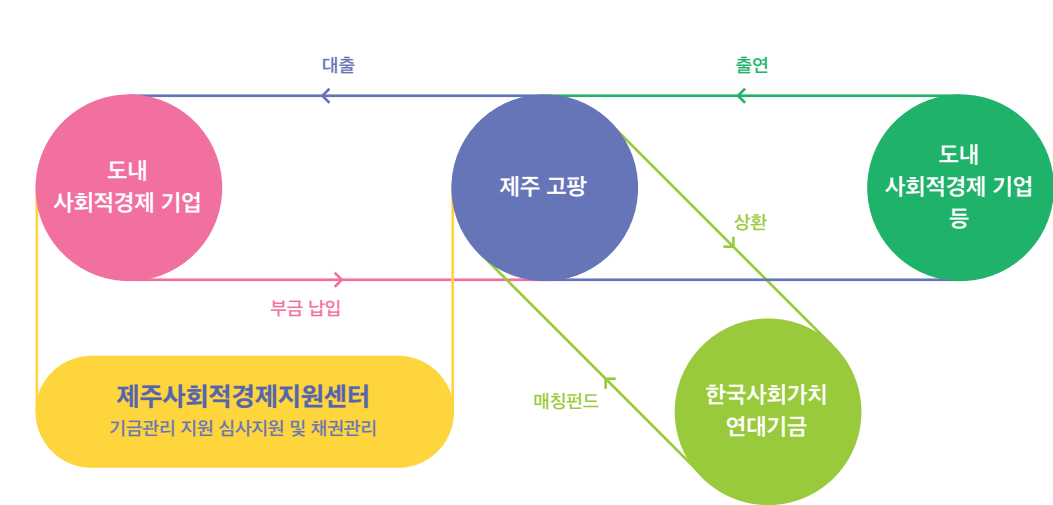 대출
출연
도내
사회적경제 기업
제주 고팡
도내
사회적경제 기업
등
상환
부금 납입
제주사회적경제지원센터
기금관리 지원 심사지원 및 채권관리
매칭펀드
한국사회가치
연대기금